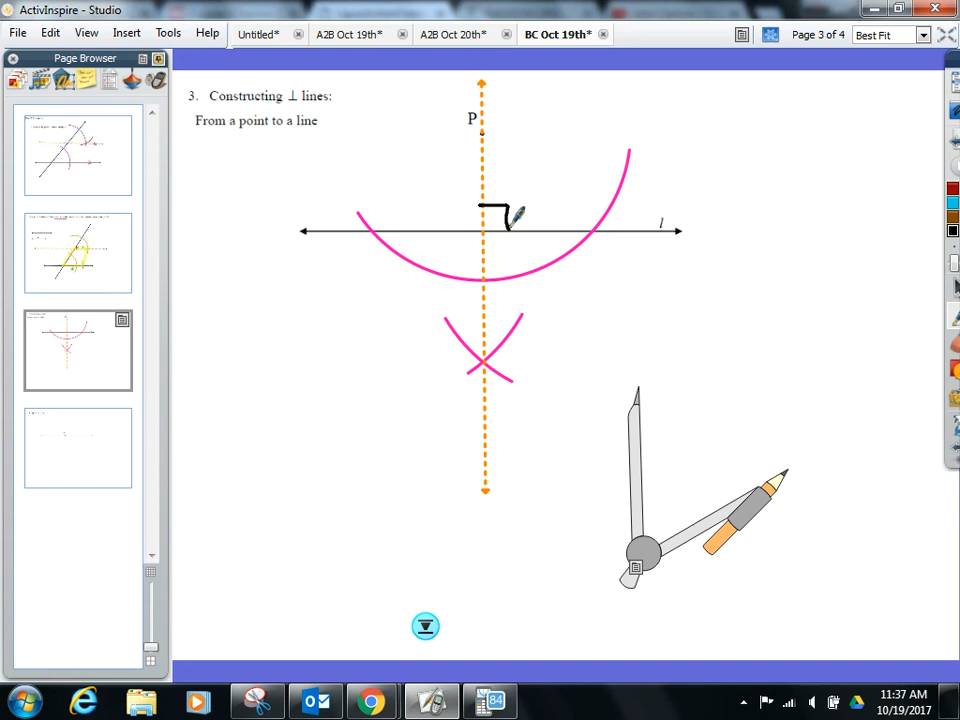 ActivInspire - Studio
File Edit View Insert Tools Help
Untitled* A2B Oct 19th* A2B Oct 20th* BC Oct 19th*
Page 3 of 4 Best Fit
Page Browser
3. Constructing ⊥ lines:
From a point to a line
P
l
84
11:37 AM
10/19/2017